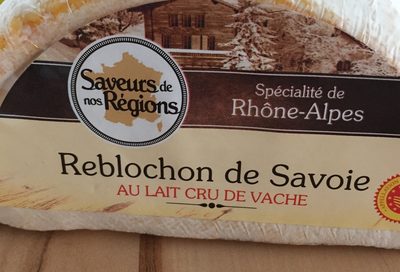 Saveurs de
nos Régions
Spécialité de
Rhône-Alpes
Reblochon de Savoie
AU LAIT CRU DE VACHE